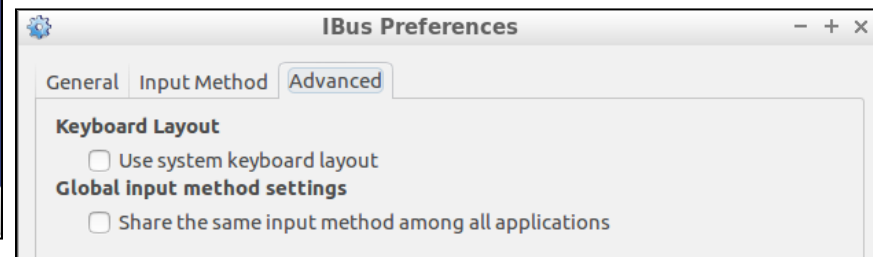 IBus Preferences
General Input Method Advanced
Keyboard Layout
Use system keyboard layout
Global input method settings
Share the same input method among all applications